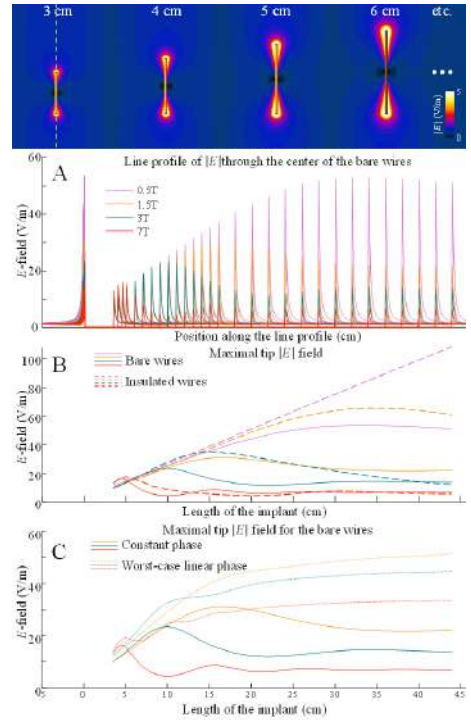 3 cm 4 cm 5 cm 6 cm etc.
5
|E| (V/m)
0
A
Line profile of |E| through the center of the bare wires
60
40
20
0
E-field (V/m)
0.5T
1.5T
3T
7T
Position along the line profile (cm)
B
Maximal tip |E| field
100
80
60
40
20
0
E-field (V/m)
Bare wires
Insulated wires
Length of the implant (cm)
C
Maximal tip |E| field for the bare wires
60
40
20
0
E-field (V/m)
Constant phase
Worst-case linear phase
-5 0 5 10 15 20 25 30 35 40 45
Length of the implant (cm)